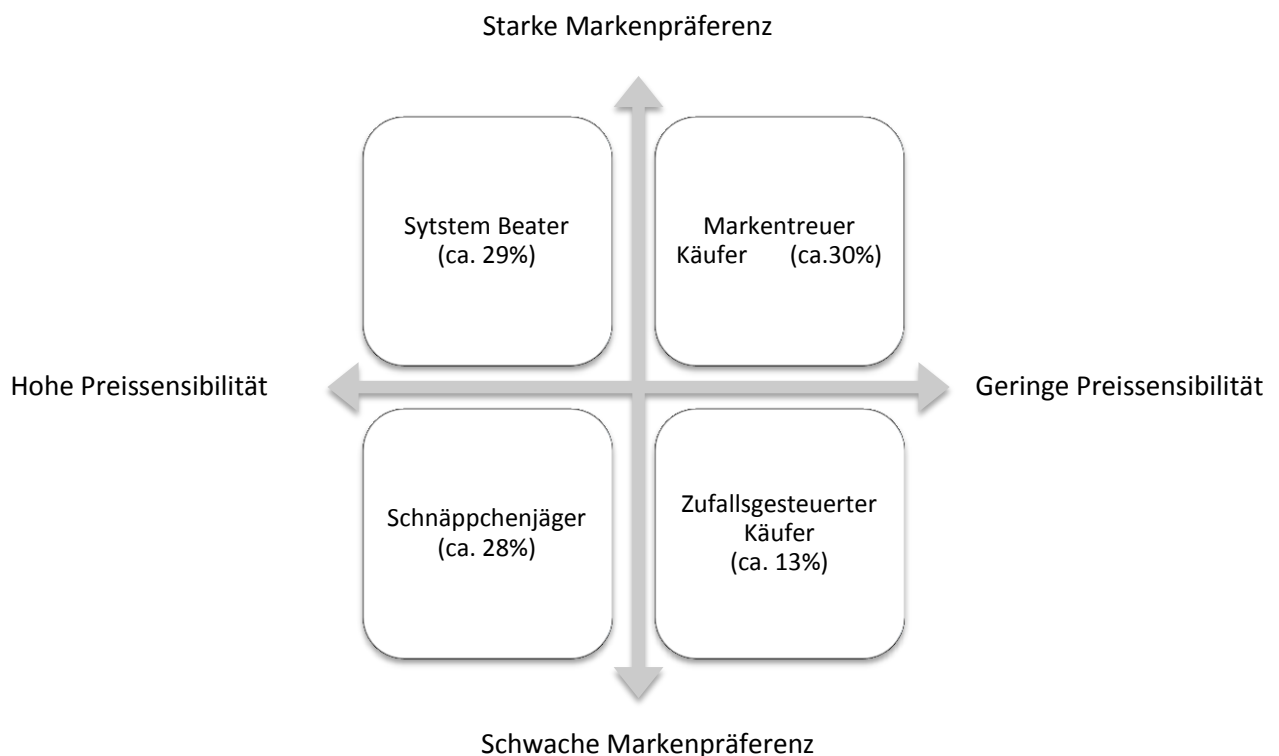 Starke Markenpräferenz
Sytstem Beater
(ca. 29%)
Markentreuer
Käufer (ca.30%)
Hohe Preissensibilität
Geringe Preissensibilität
Schnäppchenjäger
(ca. 28%)
Zufallsgesteuerter
Käufer
(ca. 13%)
Schwache Markenpräferenz